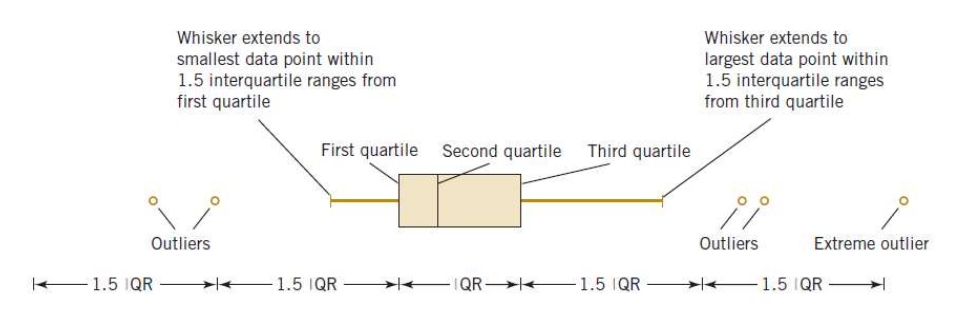 Whisker extends to
smallest data point within
1.5 interquartile ranges from
first quartile
Whisker extends to
largest data point within
1.5 interquartile ranges
from third quartile
First quartile Second quartile Third quartile
Outliers Outliers Extreme outlier
1.5 IQR 1.5 IQR IQR 1.5 IQR 1.5 IQR